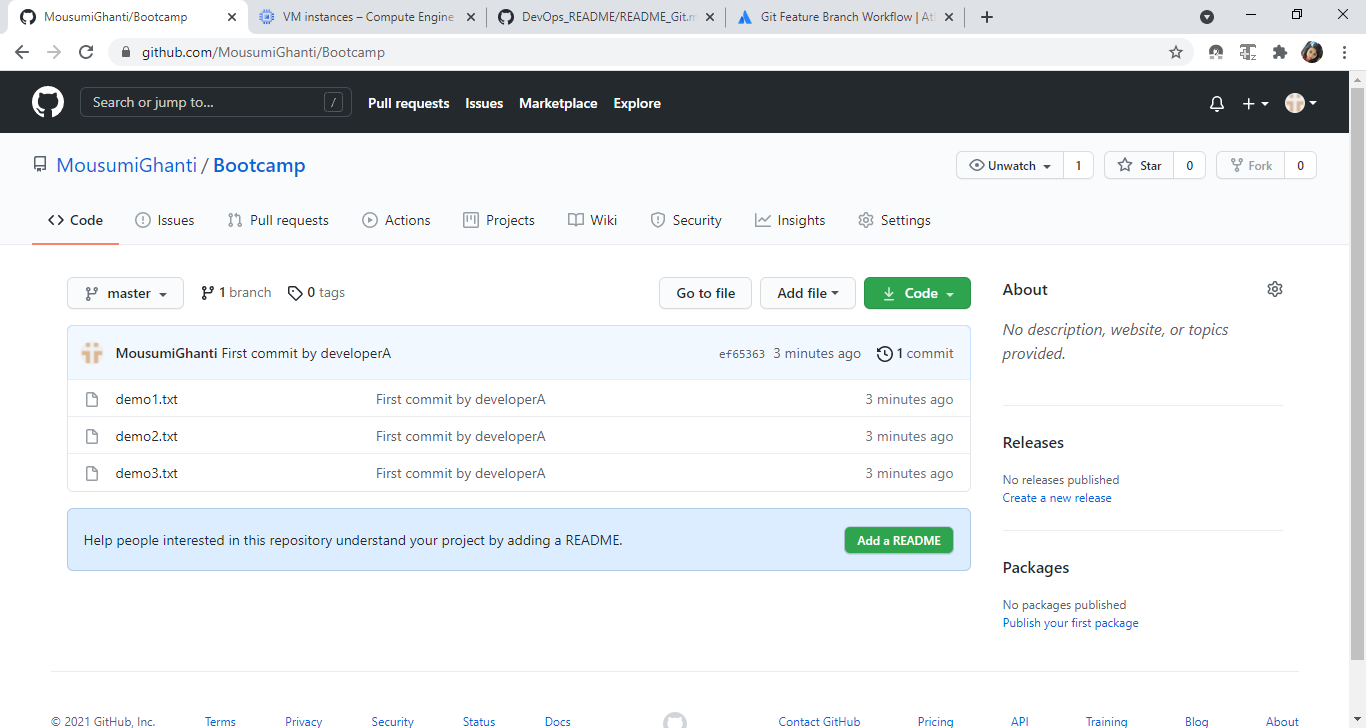 MousumiGhanti/Bootcamp
VM instances – Compute Engine
DevOps_README/README_Git.m
Git Feature Branch Workflow | Atl
github.com/MousumiGhanti/Bootcamp
Search or jump to... /
Pull requests Issues Marketplace Explore
MousumiGhanti / Bootcamp
Unwatch 1 Star 0 Fork 0
Code Issues Pull requests Actions Projects Wiki Security Insights Settings
master 1 branch 0 tags Go to file Add file Code
MousumiGhanti First commit by developerA ef65363 3 minutes ago 1 commit
demo1.txt First commit by developerA 3 minutes ago
demo2.txt First commit by developerA 3 minutes ago
demo3.txt First commit by developerA 3 minutes ago
Help people interested in this repository understand your project by adding a README. Add a README
About
No description, website, or topics
provided.
Releases
No releases published
Create a new release
Packages
No packages published
Publish your first package
© 2021 GitHub, Inc. Terms Privacy Security Status Docs Contact GitHub Pricing API Training Blog About